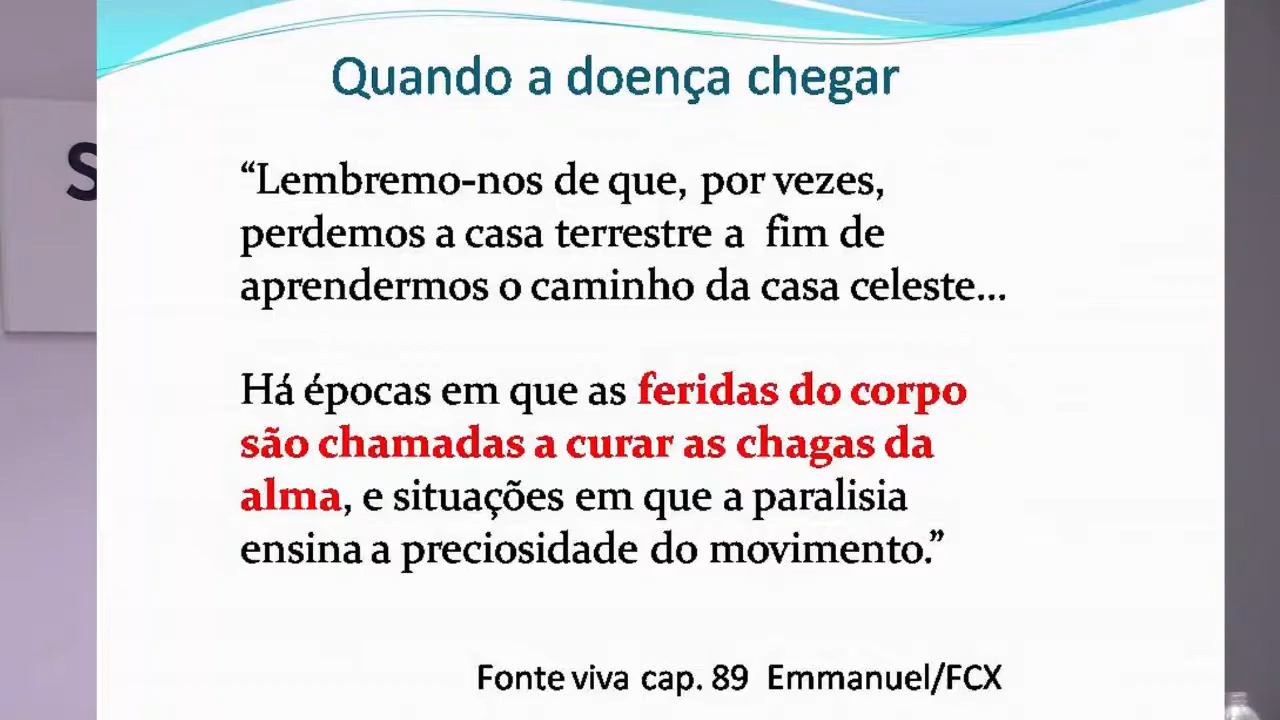 Quando a doença chegar
S
“Lembremo-nos de que, por vezes,
perdemos a casa terrestre a fim de
aprendermos o caminho da casa celeste...
Há épocas em que as feridas do corpo
são chamadas a curar as chagas da
alma, e situações em que a paralisia
ensina a preciosidade do movimento.”
Fonte viva cap. 89 Emmanuel/FCX